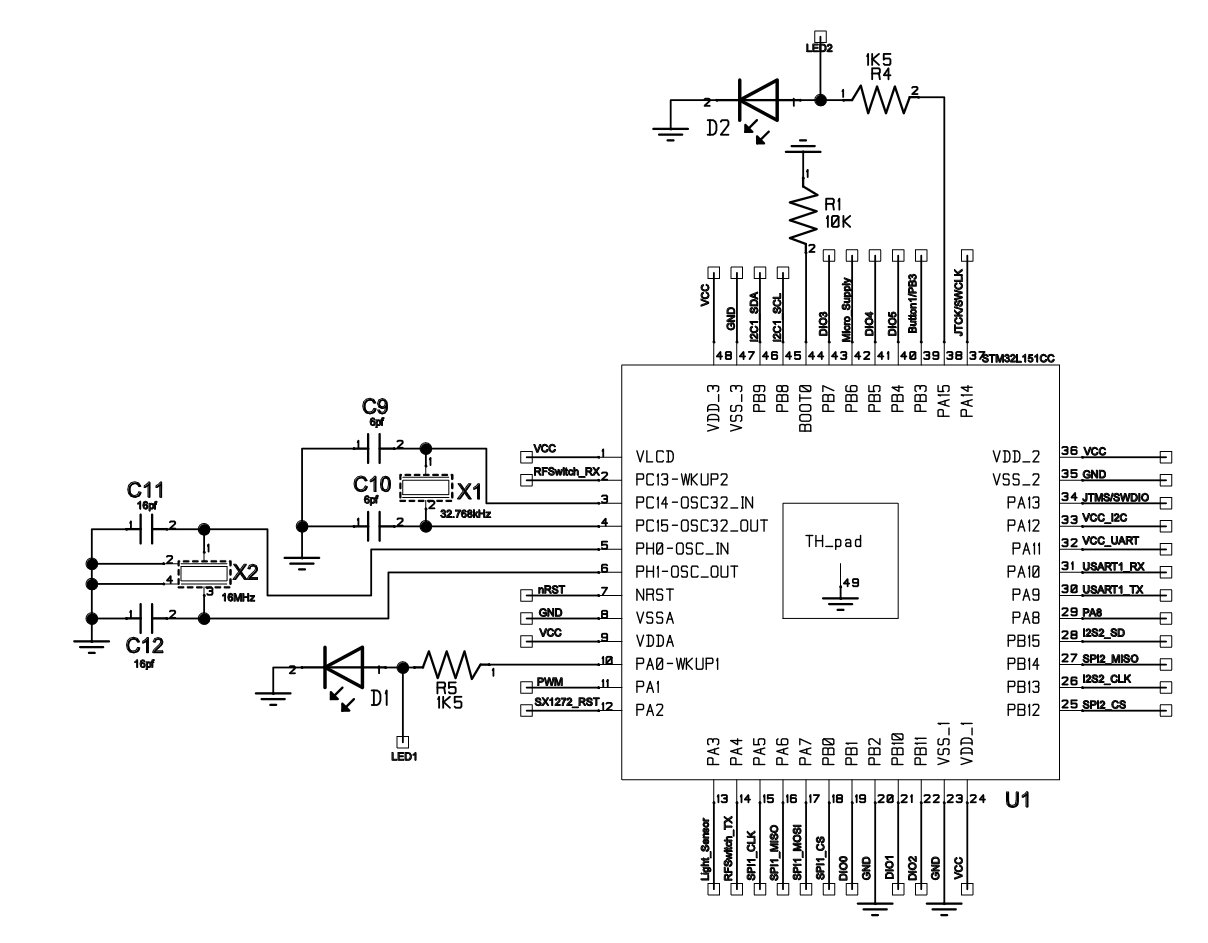 LED2
1K5
R4
1
2
2
1
D2
1
R1
10K
2
VCC
GND
I2C1_SDA
I2C1_SCL
DIO3
Micro_Supply
DIO4
DIO5
Button1/PB3
JTCK/SWCLK
48
47
46
45
44
43
42
41
40
39
38
37
STM32L151CC
VDD_3
VSS_3
PB9
PB8
BOOT0
PB7
PB6
PB5
PB4
PB3
PA15
PA14
C9
6pf
1
2
1
C10
6pf
1
2
X1
2
32.768kHz
C11
16pf
1
2
1
2
4
X2
3
16MHz
1
2
C12
16pf
2
1
D1
R5
1K5
1
LED1
VCC
1
VLCD
RFSwitch_RX
2
PC13-WKUP2
3
PC14-OSC32_IN
4
PC15-OSC32_OUT
5
PH0-OSC_IN
6
PH1-OSC_OUT
nRST
7
NRST
GND
8
VSSA
VCC
9
VDDA
10
PA0-WKUP1
PWM
11
PA1
SX1272_RST
12
PA2
TH_pad
49
VDD_2
36
VCC
VSS_2
35
GND
PA13
34
JTMS/SWDIO
PA12
33
VCC_I2C
PA11
32
VCC_UART
PA10
31
USART1_RX
PA9
30
USART1_TX
PA8
29
PA8
PB15
28
I2S2_SD
PB14
27
SPI2_MISO
PB13
26
I2S2_CLK
PB12
25
SPI2_CS
PA3
PA4
PA5
PA6
PA7
PB0
PB1
PB2
PB10
PB11
VSS_1
VDD_1
13
14
15
16
17
18
19
20
21
22
23
24
U1
Light_Sensor
RFSwitch_TX
SPI1_CLK
SPI1_MISO
SPI1_MOSI
SPI1_CS
DIO0
GND
DIO1
DIO2
GND
VCC